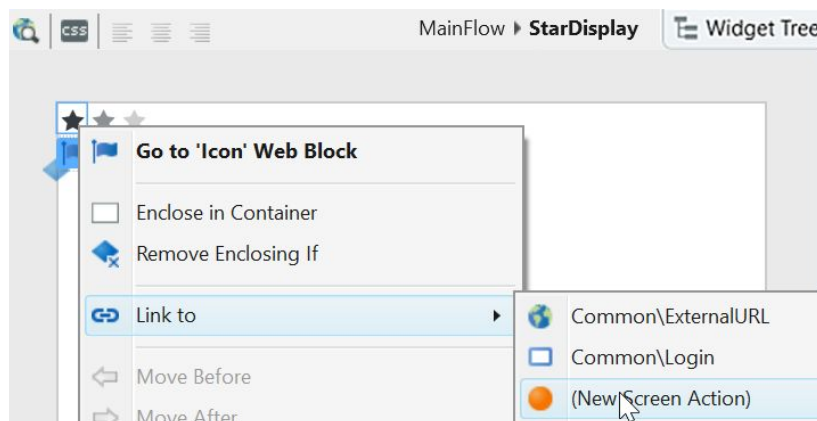 CSS
MainFlow StarDisplay
Widget Tree
Go to 'Icon' Web Block
Enclose in Container
Remove Enclosing If
Link to
Common\ExternalURL
Common\Login
(New Screen Action)
Move Before
Move After